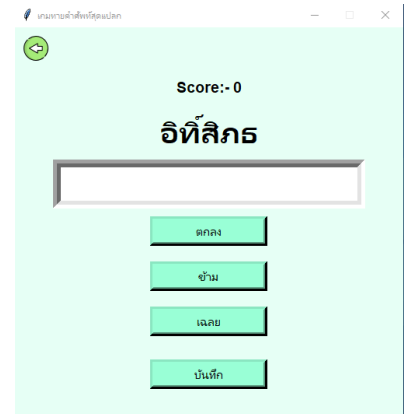 เกมทายคำศัพท์สุดแปลก
Score:- 0
อิทิ์สิภธ
ตกลง
ข้าม
เฉลย
บันทึก